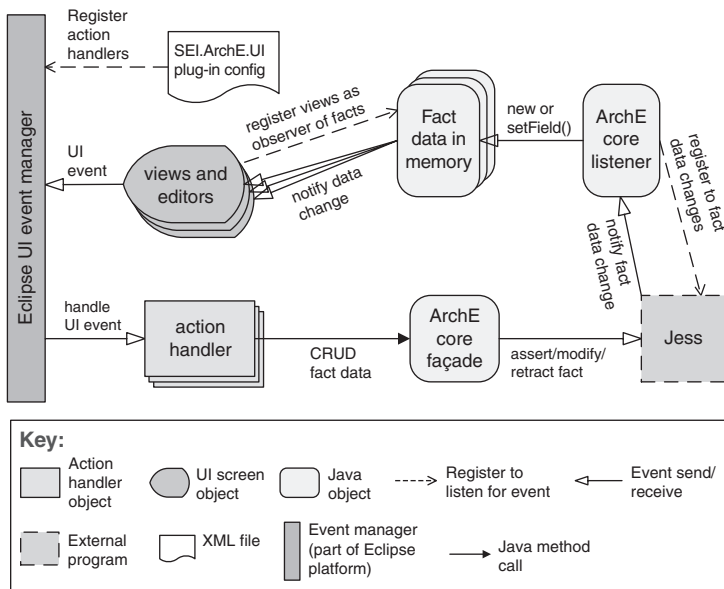 Register
action
handlers
SEI.ArchE.UI
plug-in config
register views as
observer of facts
Fact
data in
memory
new or
setField()
ArchE
core
listener
register to fact
data changes
Eclipse UI event manager
UI
event
views and
editors
notify data
change
notify fact
data change
handle
UI event
action
handler
CRUD
fact data
ArchE
core
façade
assert/modify/
retract fact
Jess
Key:
Action
handler
object
UI screen
object
Java
object
Register to
listen for event
Event send/
receive
External
program
XML file
Event manager
(part of Eclipse
platform)
Java method
call